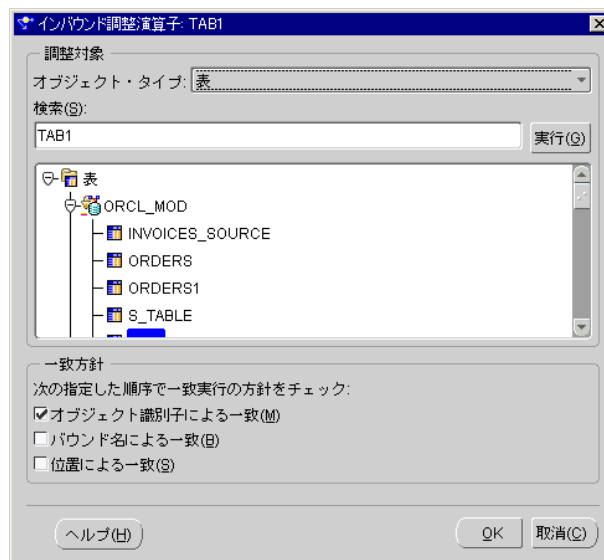 インバウンド調整演算子: TAB1
調整対象
オブジェクト・タイプ: 表
検索(S):
TAB1
実行(G)
表
ORCL_MOD
INVOICES_SOURCE
ORDERS
ORDERS1
S_TABLE
一致方針
次の指定した順序で一致実行の方針をチェック:
オブジェクト識別子による一致(M)
バウンド名による一致(B)
位置による一致(S)
ヘルプ(H)
OK
取消(C)